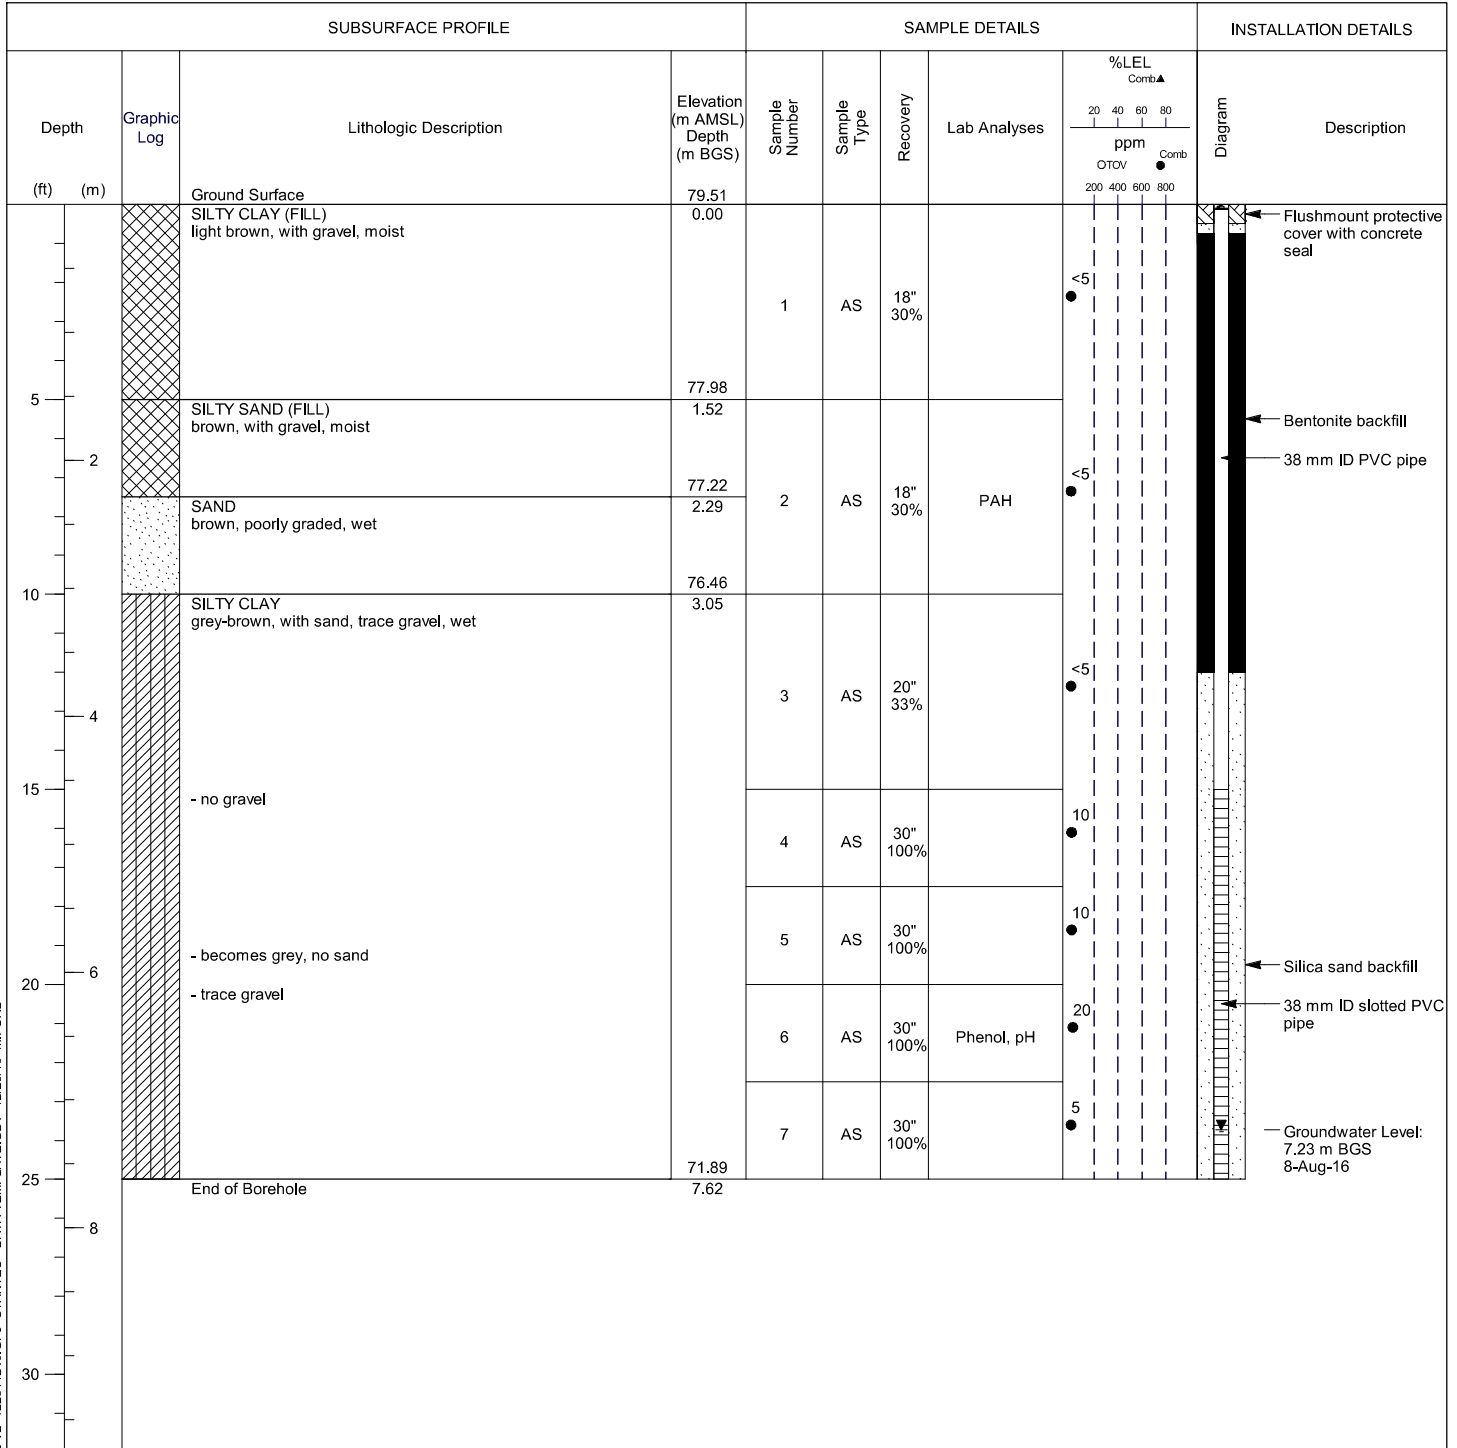 SUBSURFACE PROFILE
SAMPLE DETAILS
INSTALLATION DETAILS
Depth
(ft) (m)
Graphic
Log
Lithologic Description
Elevation
(m AMSL)
Depth
(m BGS)
Sample
Number
Sample
Type
Recovery
Lab Analyses
%LEL
Comb▲
20 40 60 80
ppm
OTOV ● Comb
200 400 600 800
Diagram
Description
Ground Surface 79.51
SILTY CLAY (FILL) 0.00
light brown, with gravel, moist
Flushmount protective
cover with concrete
seal
<5
1 AS 18"
30%
77.98
5
SILTY SAND (FILL) 1.52
brown, with gravel, moist
Bentonite backfill
2
38 mm ID PVC pipe
77.22
<5
2 AS 18" PAH
30%
SAND 2.29
brown, poorly graded, wet
76.46
10
SILTY CLAY 3.05
grey-brown, with sand, trace gravel, wet
<5
3 AS 20"
33%
4
15
- no gravel
10
4 AS 30"
100%
10
5 AS 30"
100%
- becomes grey, no sand
Silica sand backfill
6
20
- trace gravel
38 mm ID slotted PVC
pipe
20
6 AS 30" Phenol, pH
100%
5
7 AS 30"
100%
Groundwater Level:
7.23 m BGS
8-Aug-16
71.89
25
End of Borehole 7.62
8
30